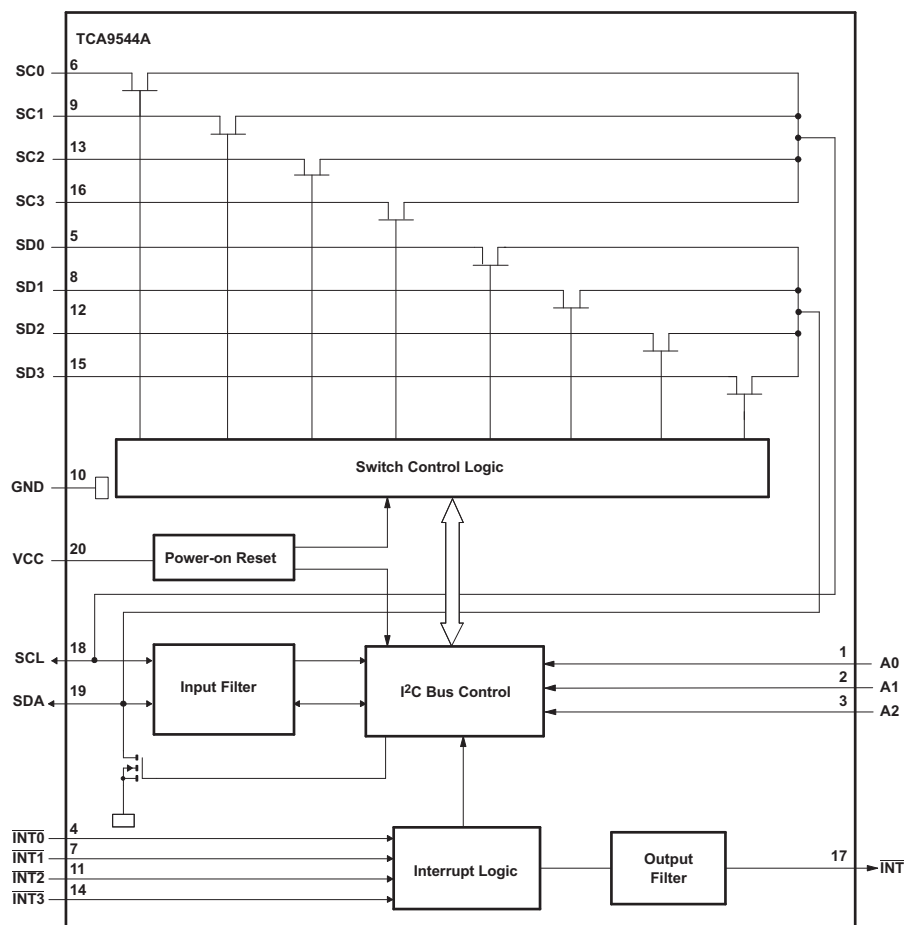 TCA9544A
SC0 6
SC1 9
SC2 13
SC3 16
SD0 5
SD1 8
SD2 12
SD3 15
Switch Control Logic
GND 10
VCC 20
Power-on Reset
SCL 18
SDA 19
Input Filter
I²C Bus Control
1 A0
2 A1
3 A2
INT0 4
INT1 7
INT2 11
INT3 14
Interrupt Logic
Output
Filter
17 INT